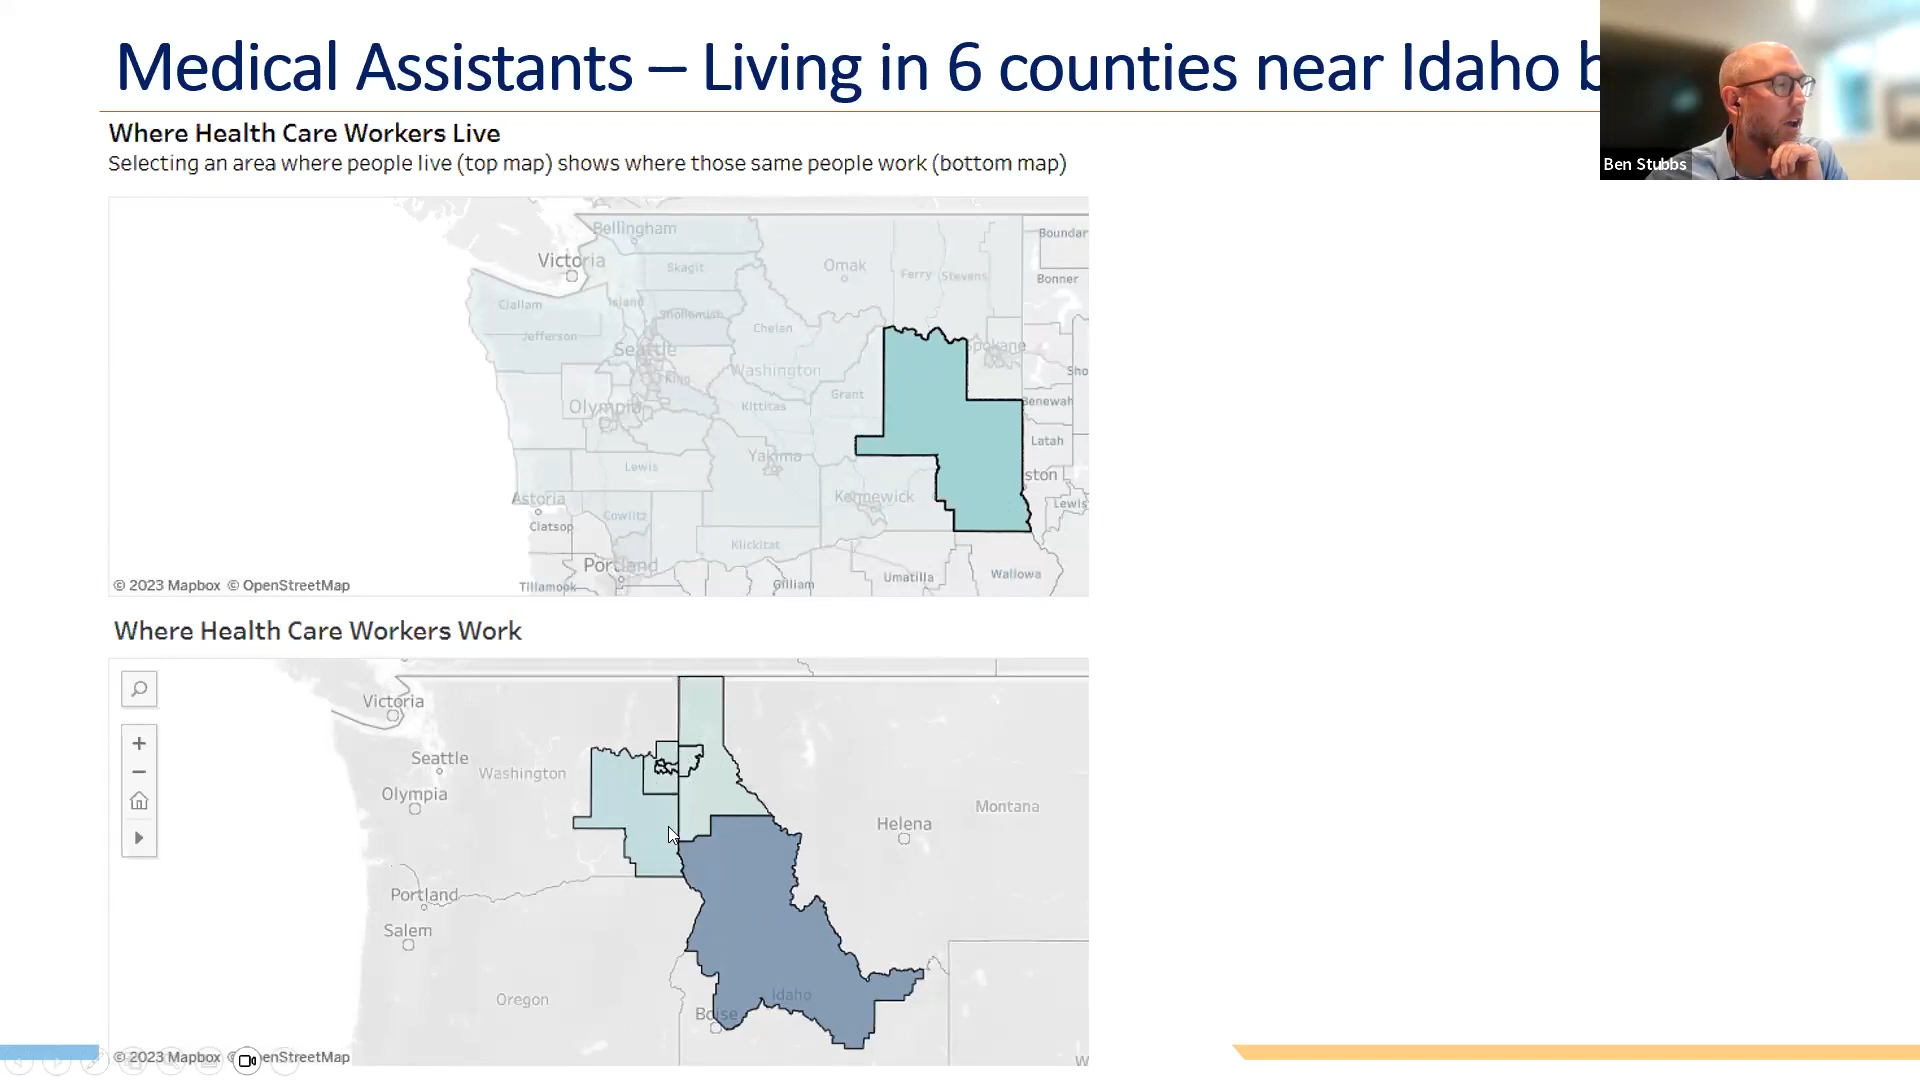 Medical Assistants – Living in 6 counties near Idaho b
Ben Stubbs
Where Health Care Workers Live
Selecting an area where people live (top map) shows where those same people work (bottom map)
Bellingham
Boundar
Victoria
Skagit
Omak
Ferry
Stevens
Bonner
Clallam
Island
Snohomish
Jefferson
Chelan
Seattle
Spokane
Washington
Sho
King
Grant
Benewah
Olympia
Kittitas
Latah
Yakima
Lewis
ston
Astoria
Kennewick
Lewis
Cowlitz
Clatsop
Klickitat
Portland
Wallowa
Umatilla
Gilliam
Tillamook
© 2023 Mapbox © OpenStreetMap
Where Health Care Workers Work
Victoria
Seattle
Washington
Olympia
Montana
Helena
Portland
Salem
Idaho
Oregon
Boise
© 2023 Mapbox © OpenStreetMap
W